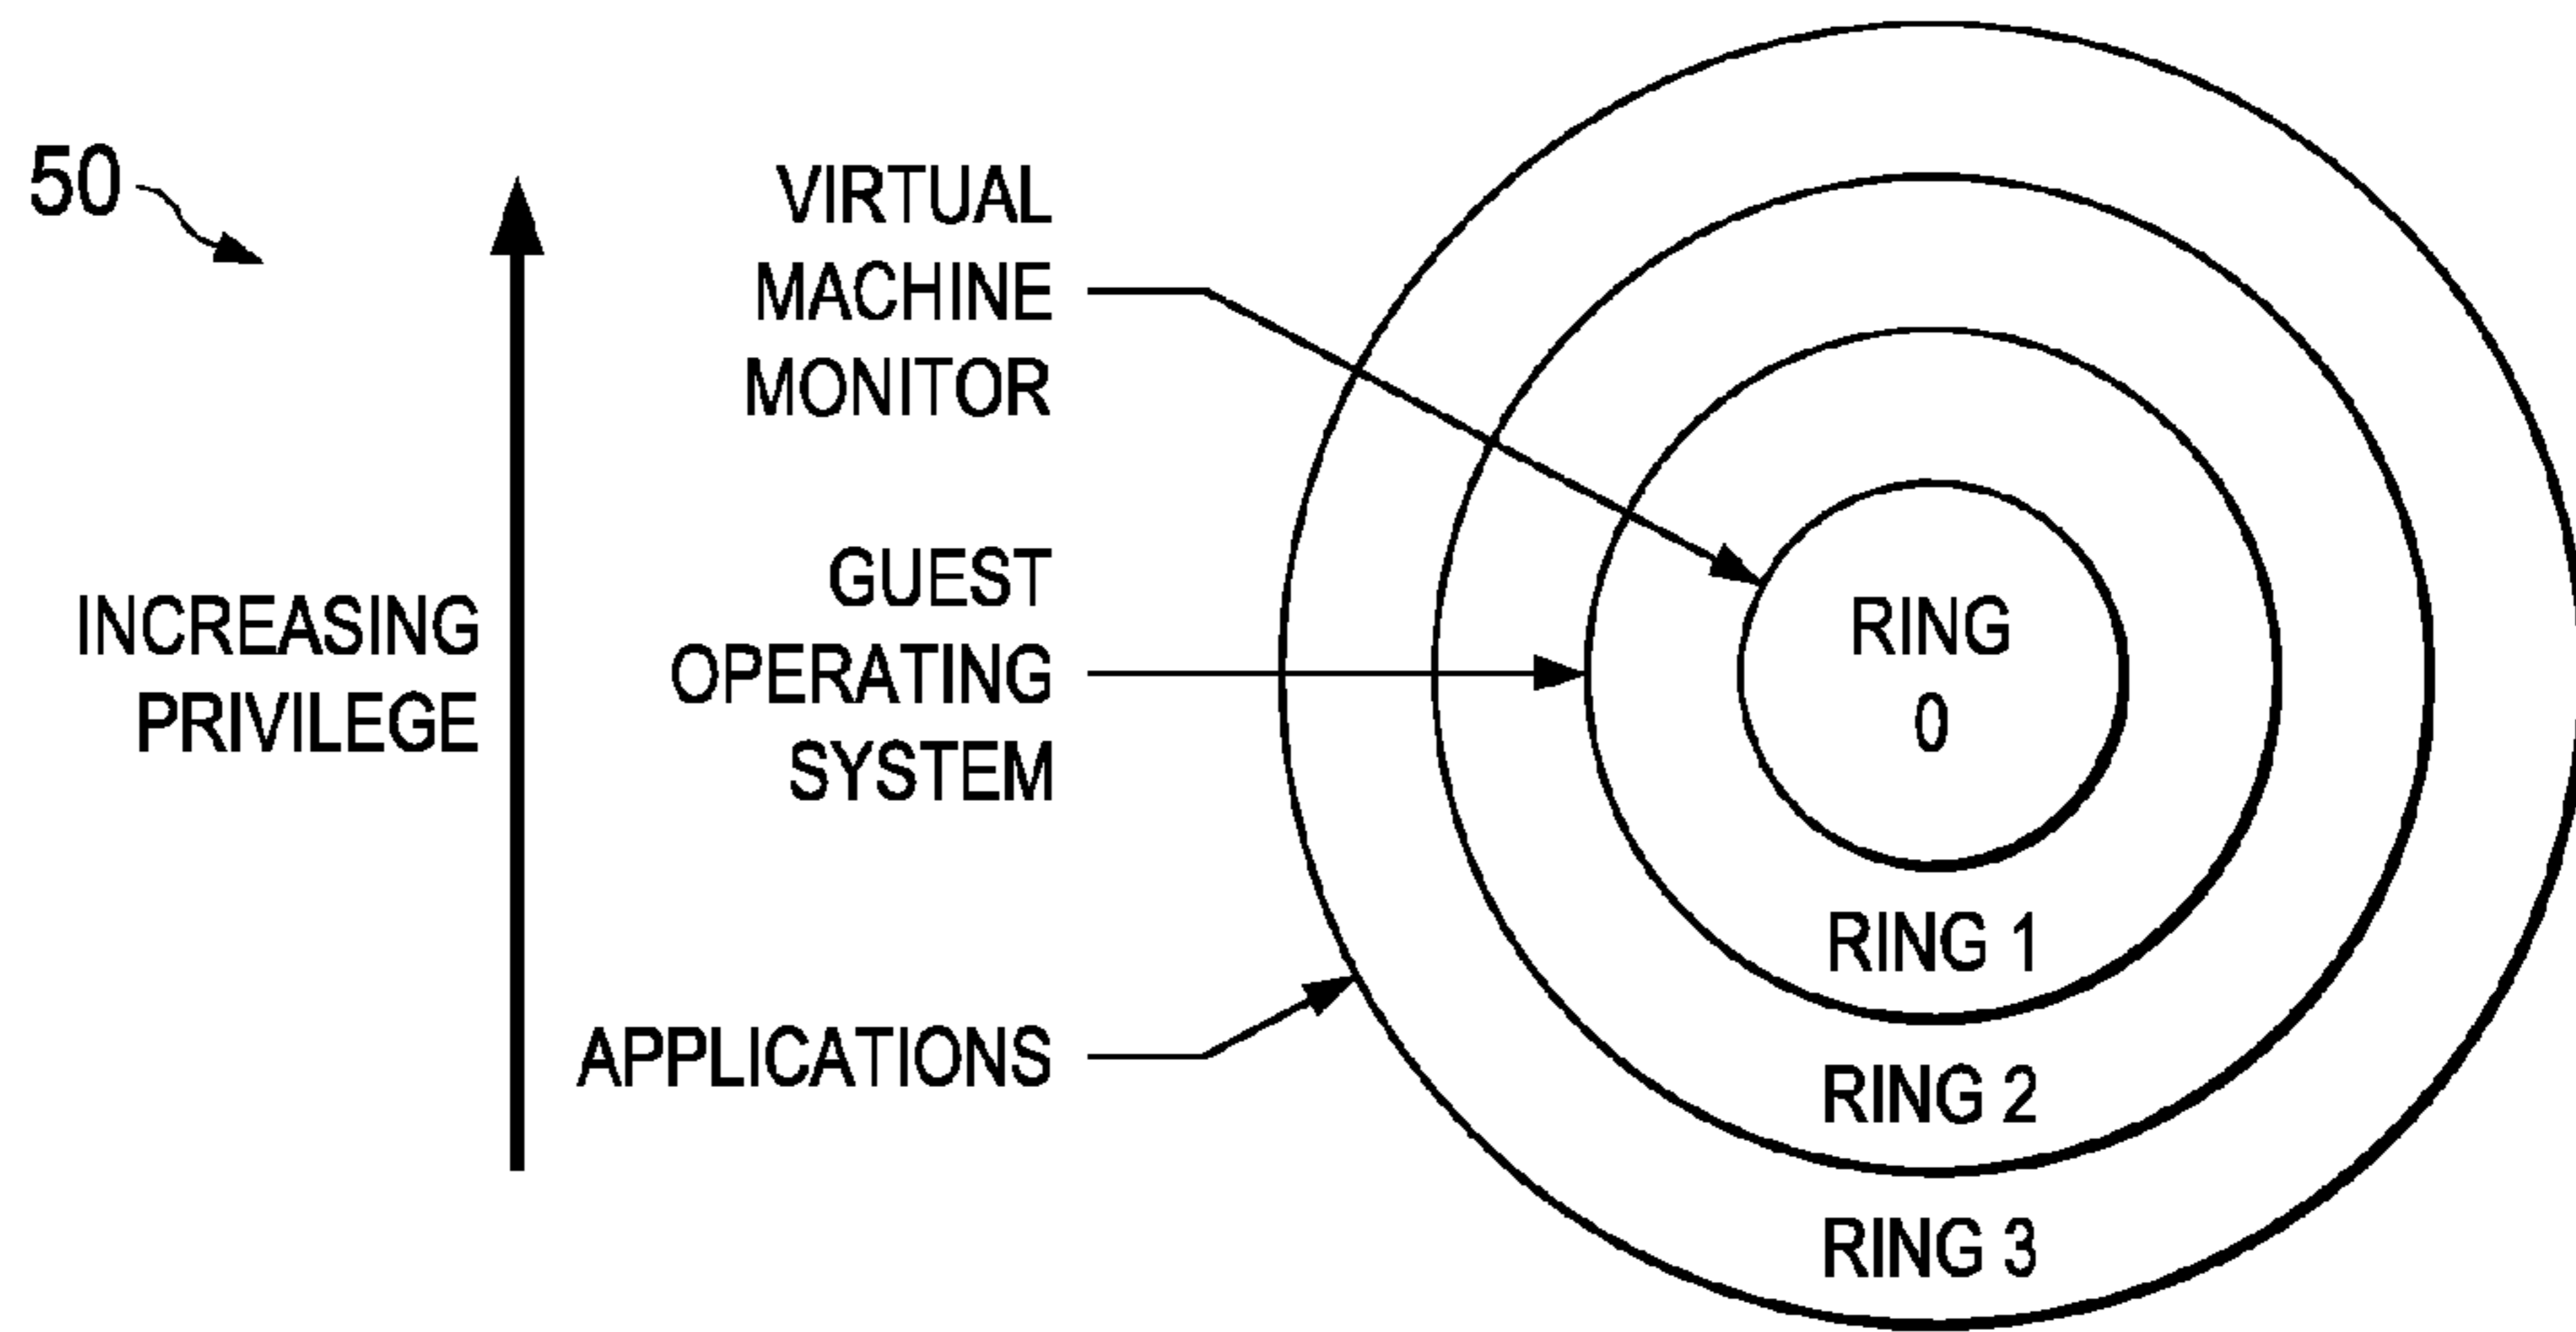 50
INCREASING
PRIVILEGE
VIRTUAL
MACHINE
MONITOR
GUEST
OPERATING
SYSTEM
APPLICATIONS
RING
0
RING 1
RING 2
RING 3